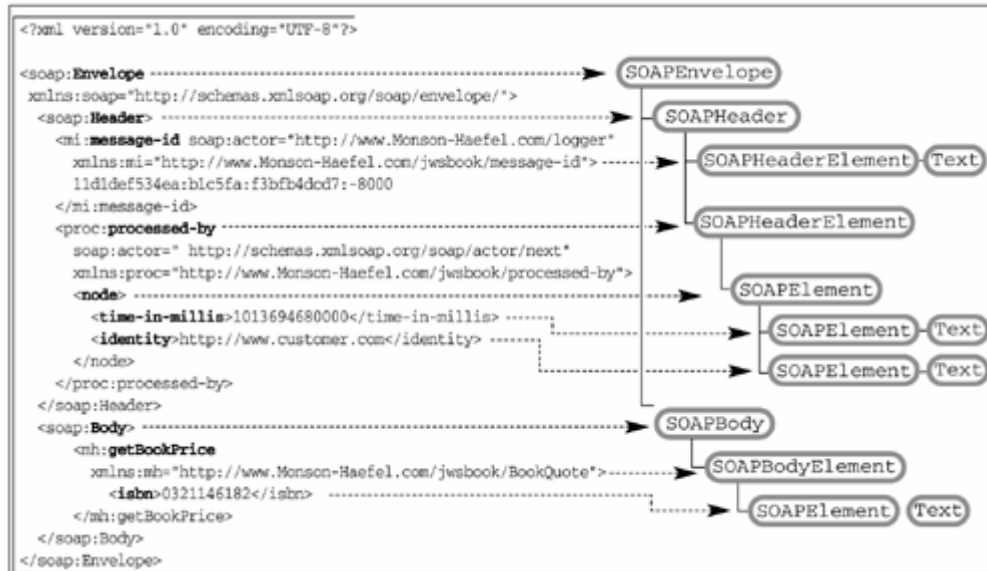 <?xml version="1.0" encoding="UTF-8"?>
<soap:Envelope SOAPEnvelope
xmlns:soap="http://schemas.xmlsoap.org/soap/envelope/">
<soap:Header> SOAPHeader
<mi:message-id soap:actor="http://www.Monson-Haefel.com/logger"
xmlns:mi="http://www.Monson-Haefel.com/jwsbook/message-id"> SOAPHeaderElement Text
11d1def534ea:b1c5fa:f3bfb4dcd7:-8000
</mi:message-id>
<proc:processed-by SOAPHeaderElement
soap:actor=" http://schemas.xmlsoap.org/soap/actor/next"
xmlns:proc="http://www.Monson-Haefel.com/jwsbook/processed-by">
<node> SOAPElement
<time-in-millis>1013694680000</time-in-millis> SOAPElement Text
<identity>http://www.customer.com</identity> SOAPElement Text
</node>
</proc:processed-by>
</soap:Header>
<soap:Body> SOAPBody
<mh:getBookPrice
xmlns:mh="http://www.Monson-Haefel.com/jwsbook/BookQuote"> SOAPBodyElement
<isbn>0321146182</isbn> SOAPElement Text
</mh:getBookPrice>
</soap:Body>
</soap:Envelope>